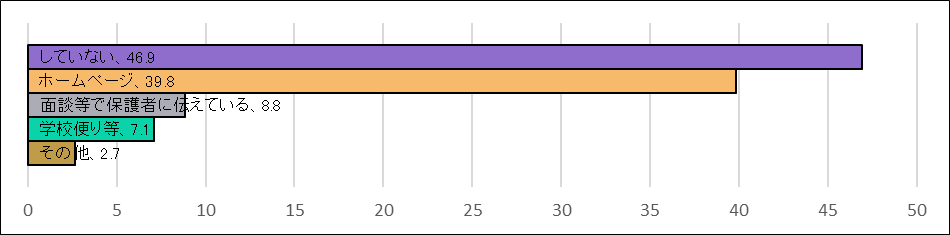 していない、46.9
ホームページ、39.8
面談等で保護者に伝えている、8.8
学校便り等、7.1
その他、2.7
0 5 10 15 20 25 30 35 40 45 50